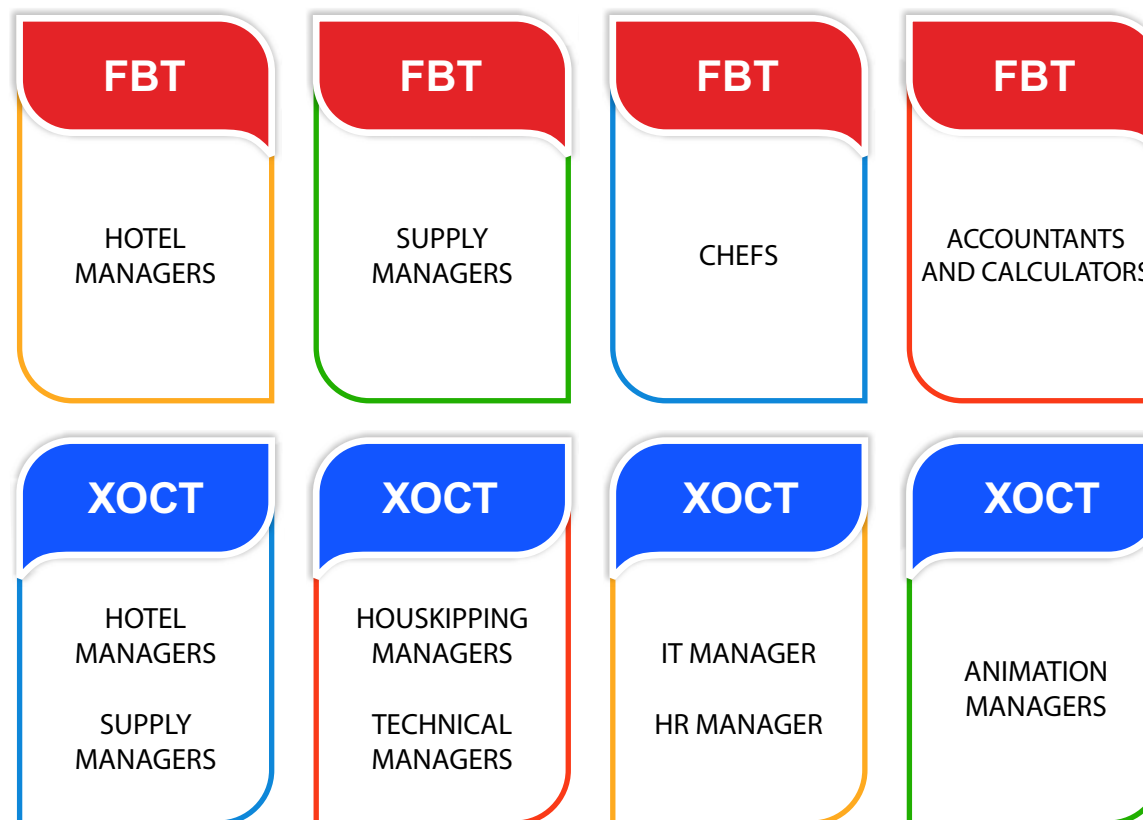 FBT
HOTEL
MANAGERS
FBT
SUPPLY
MANAGERS
FBT
CHEFS
FBT
ACCOUNTANTS
AND CALCULATORS
XOCT
HOTEL
MANAGERS
SUPPLY
MANAGERS
XOCT
HOUSKIPPING
MANAGERS
TECHNICAL
MANAGERS
XOCT
IT MANAGER
HR MANAGER
XOCT
ANIMATION
MANAGERS